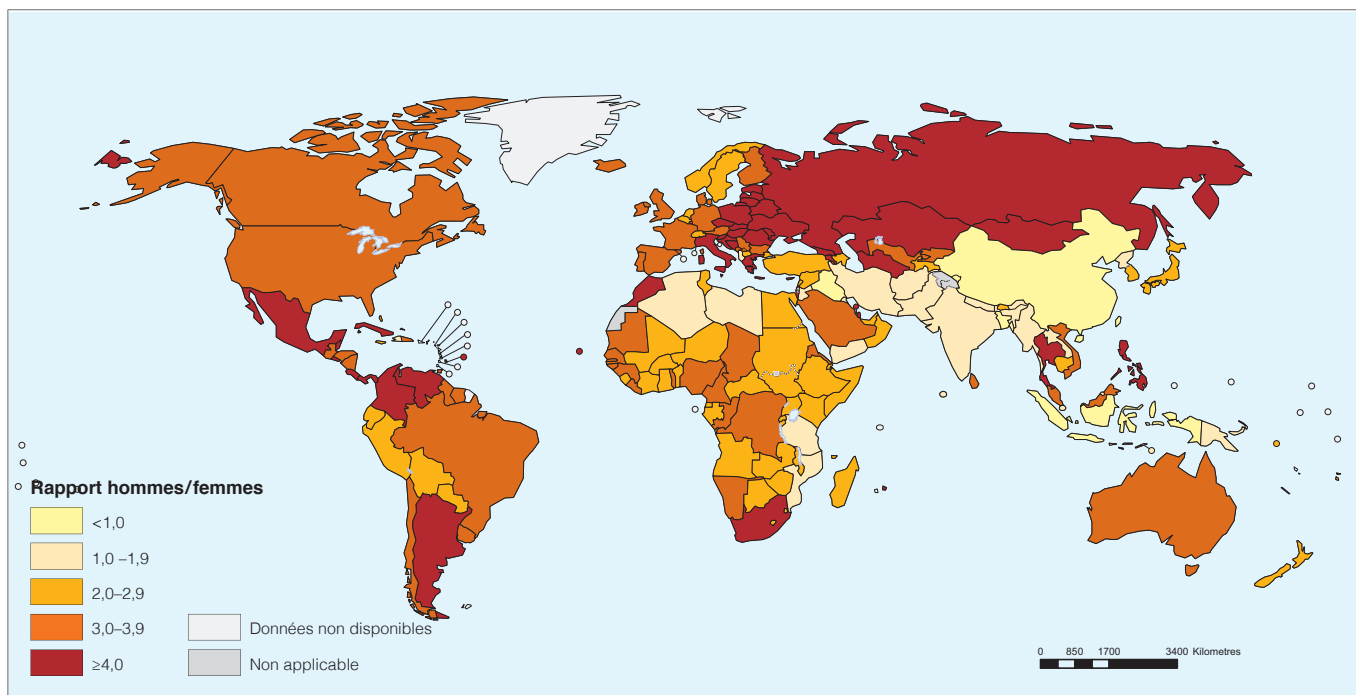 Rapport hommes/femmes
<1,0
1,0 –1,9
2,0–2,9
3,0–3,9
≥4,0
Données non disponibles
Non applicable
0 850 1700 3400 Kilometres